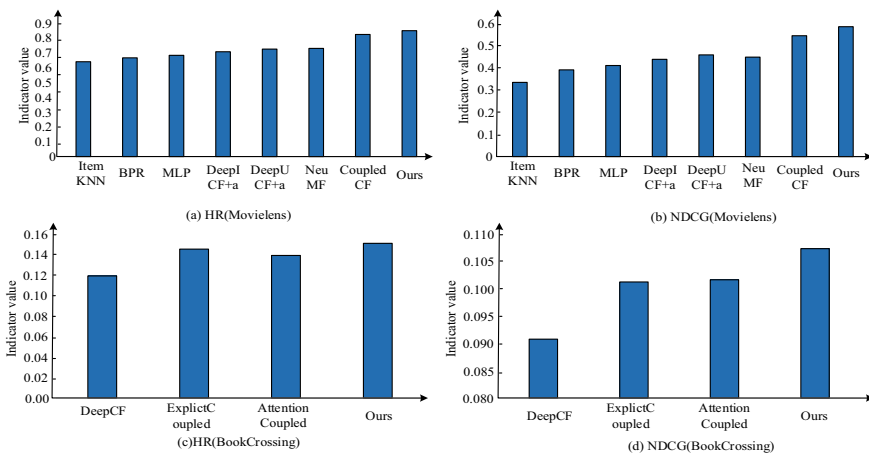 Indicator value
0.9
0.8
0.7
0.6
0.5
0.4
0.3
0.2
0.1
0
Item
KNN
BPR
MLP
DeepI
CF+a
DeepU
CF+a
Neu
MF
Coupled
CF
Ours
(a) HR(Movielens)
Indicator value
0.6
0.5
0.4
0.3
0.2
0.1
0
Item
KNN
BPR
MLP
DeepI
CF+a
DeepU
CF+a
Neu
MF
Coupled
CF
Ours
(b) NDCG(Movielens)
Indicator value
0.16
0.14
0.12
0.10
0.08
0.06
0.04
0.02
0.00
DeepCF
ExplictC
oupled
Attention
Coupled
Ours
(c)HR(BookCrossing)
Indicator value
0.110
0.105
0.100
0.095
0.090
0.085
0.080
DeepCF
ExplictC
oupled
Attention
Coupled
Ours
(d) NDCG(BookCrossing)